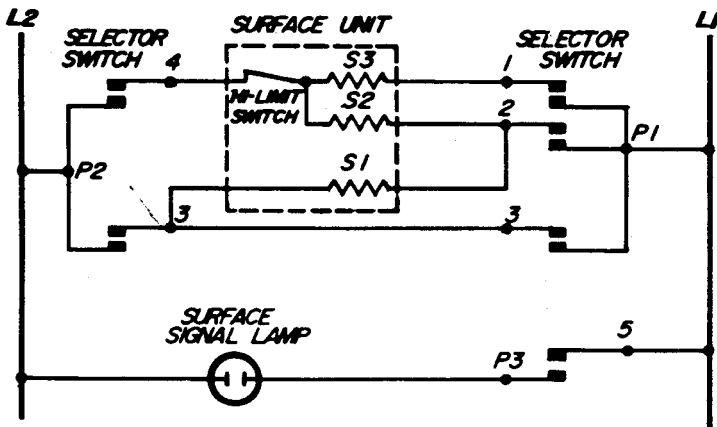 L2
SURFACE UNIT
L1
SELECTOR
SWITCH
4
S3
1
SELECTOR
SWITCH
HI-LIMIT
SWITCH
S2
2
P2
S1
P1
3
3
SURFACE
SIGNAL LAMP
P3
5